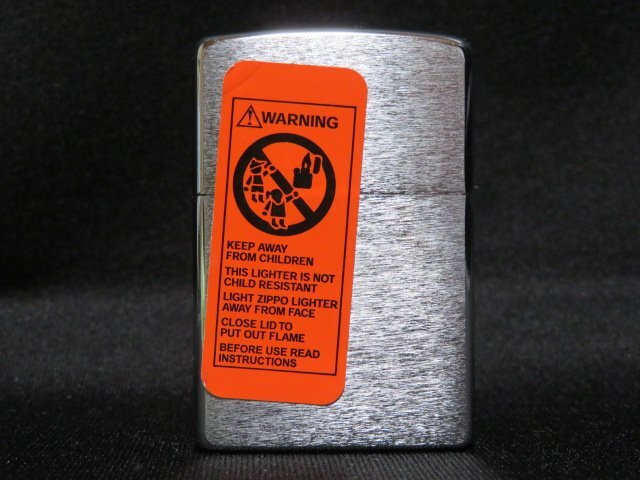 WARNING
KEEP AWAY
FROM CHILDREN
THIS LIGHTER IS NOT
CHILD RESISTANT
LIGHT ZIPPO LIGHTER
AWAY FROM FACE
CLOSE LID TO
PUT OUT FLAME
BEFORE USE READ
INSTRUCTIONS